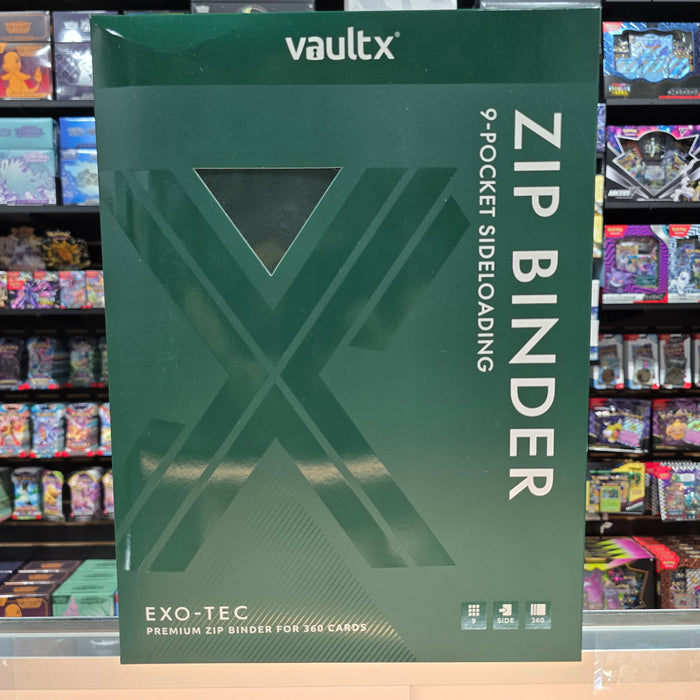 vaultx®
ZIP BINDER
9-POCKET SIDELOADING
EXO-TEC
PREMIUM ZIP BINDER FOR 360 CARDS
9
SIDE
360